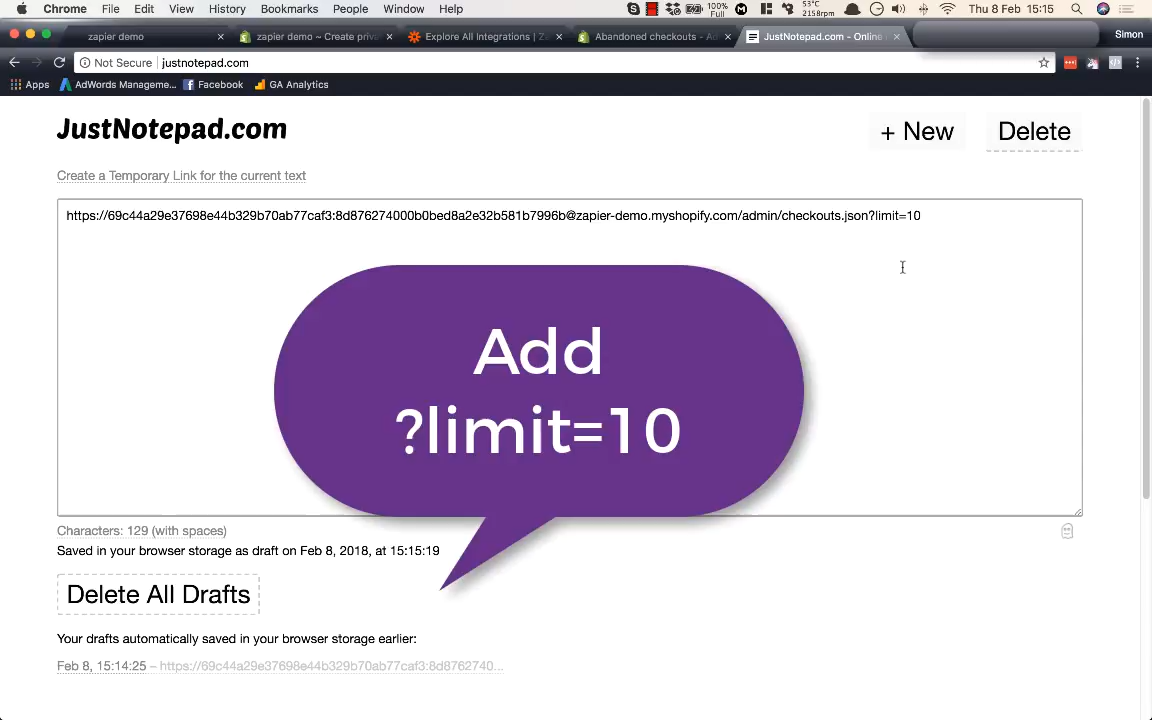 Chrome File Edit View History Bookmarks People Window Help 100% Full 53°C 2158rpm Thu 8 Feb 15:15
zapier demo zapier demo ~ Create priv Explore All Integrations | Z Abandoned checkouts - Ad JustNotepad.com - Online Simon
Not Secure justnotepad.com
Apps AdWords Manageme... Facebook GA Analytics
JustNotepad.com
+ New Delete
Create a Temporary Link for the current text
https://69c44a29e37698e44b329b70ab77caf3:8d876274000b0bed8a2e32b581b7996b@zapier-demo.myshopify.com/admin/checkouts.json?limit=10
Add
?limit=10
Characters: 129 (with spaces)
Saved in your browser storage as draft on Feb 8, 2018, at 15:15:19
Delete All Drafts
Your drafts automatically saved in your browser storage earlier:
Feb 8, 15:14:25 – https://69c44a29e37698e44b329b70ab77caf3:8d8762740...